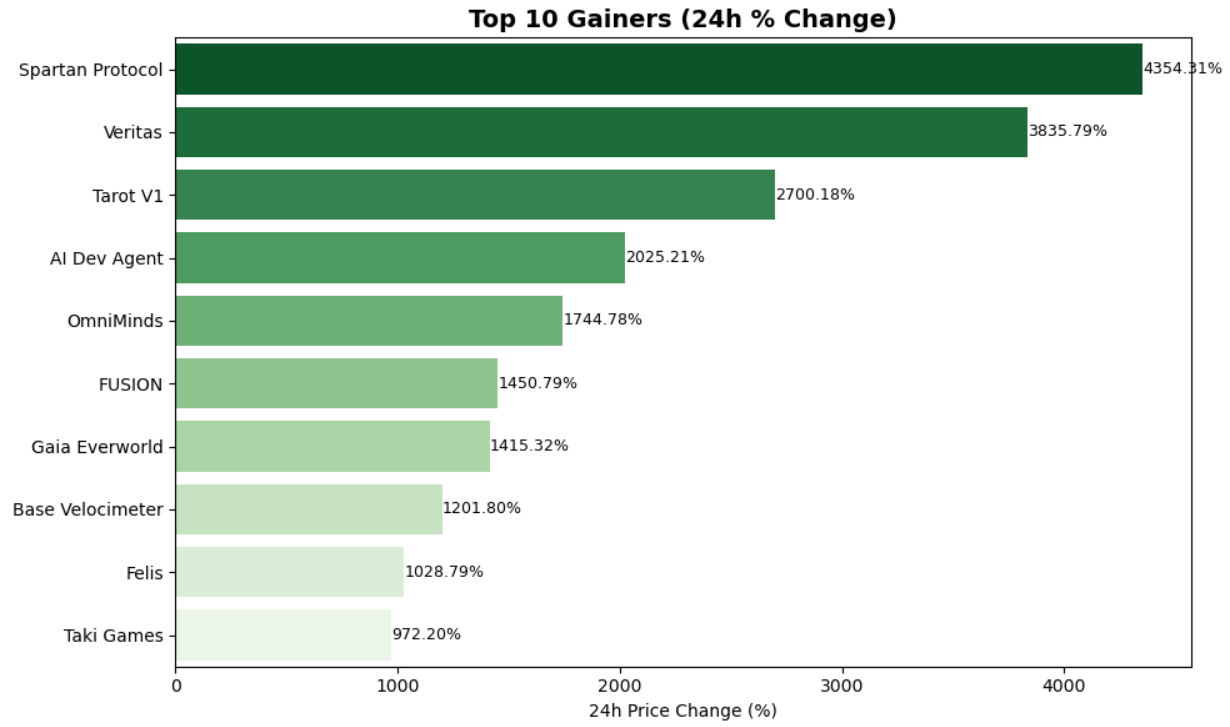 Top 10 Gainers (24h % Change)
Spartan Protocol 4354.31%
Veritas 3835.79%
Tarot V1 2700.18%
AI Dev Agent 2025.21%
OmniMinds 1744.78%
FUSION 1450.79%
Gaia Everworld 1415.32%
Base Velocimeter 1201.80%
Felis 1028.79%
Taki Games 972.20%
0 1000 2000 3000 4000
24h Price Change (%)